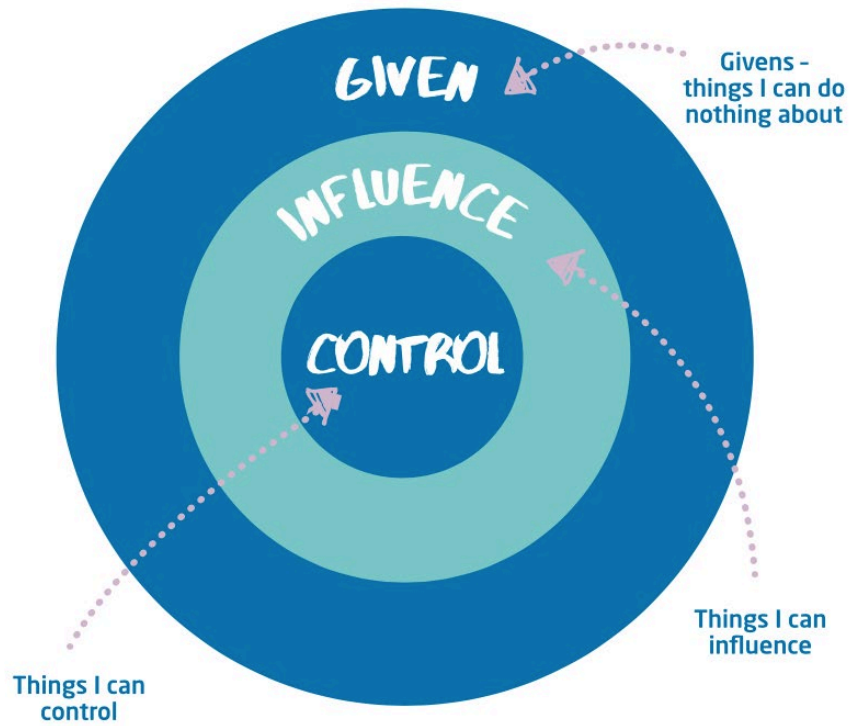 GIVEN
Givens –
things I can do
nothing about
INFLUENCE
CONTROL
Things I can
influence
Things I can
control